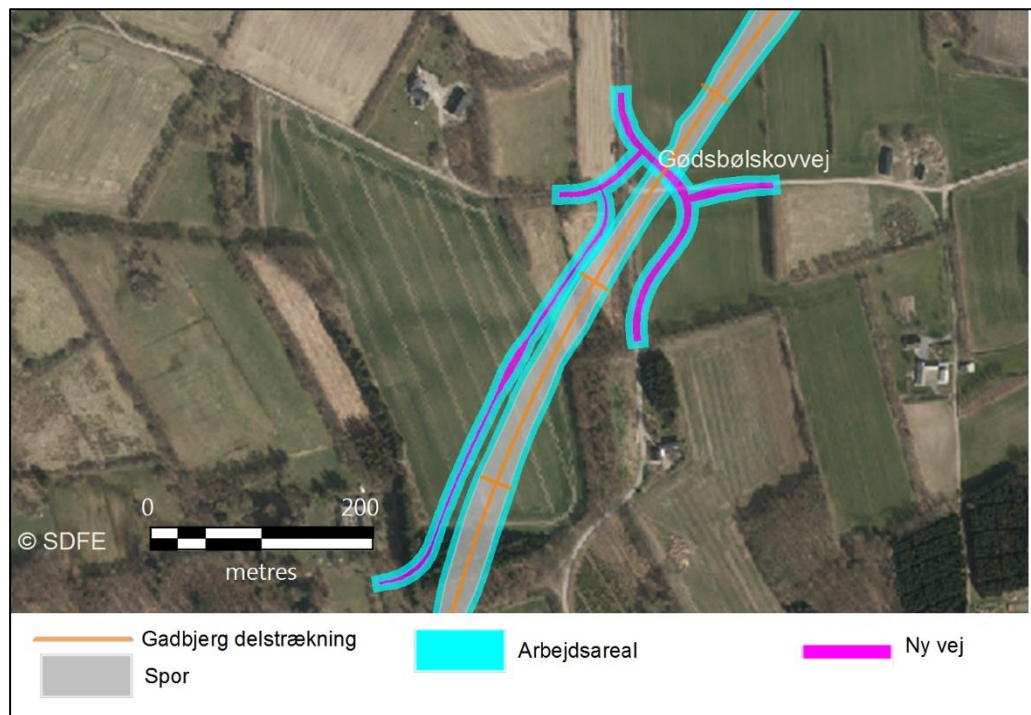 Gødsbølskovvej
0 200
© SDFE
metres
Gadbjerg delstrækning
Arbejdsareal
Ny vej
Spor